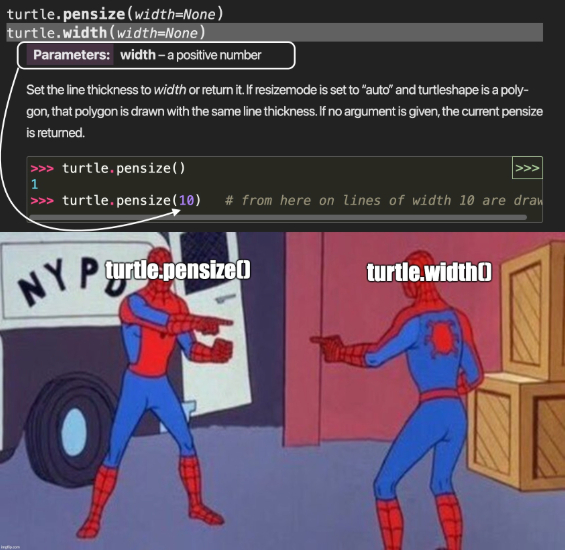 turtle.pensize(width=None)
turtle.width(width=None)
Parameters: width – a positive number
Set the line thickness to width or return it. If resizemode is set to “auto” and turtleshape is a poly-
gon, that polygon is drawn with the same line thickness. If no argument is given, the current pensize
is returned.
>>> turtle.pensize()
>>>
1
>>> turtle.pensize(10) # from here on lines of width 10 are draw
NYPD
turtle.pensize()
turtle.width()
imgflip.com